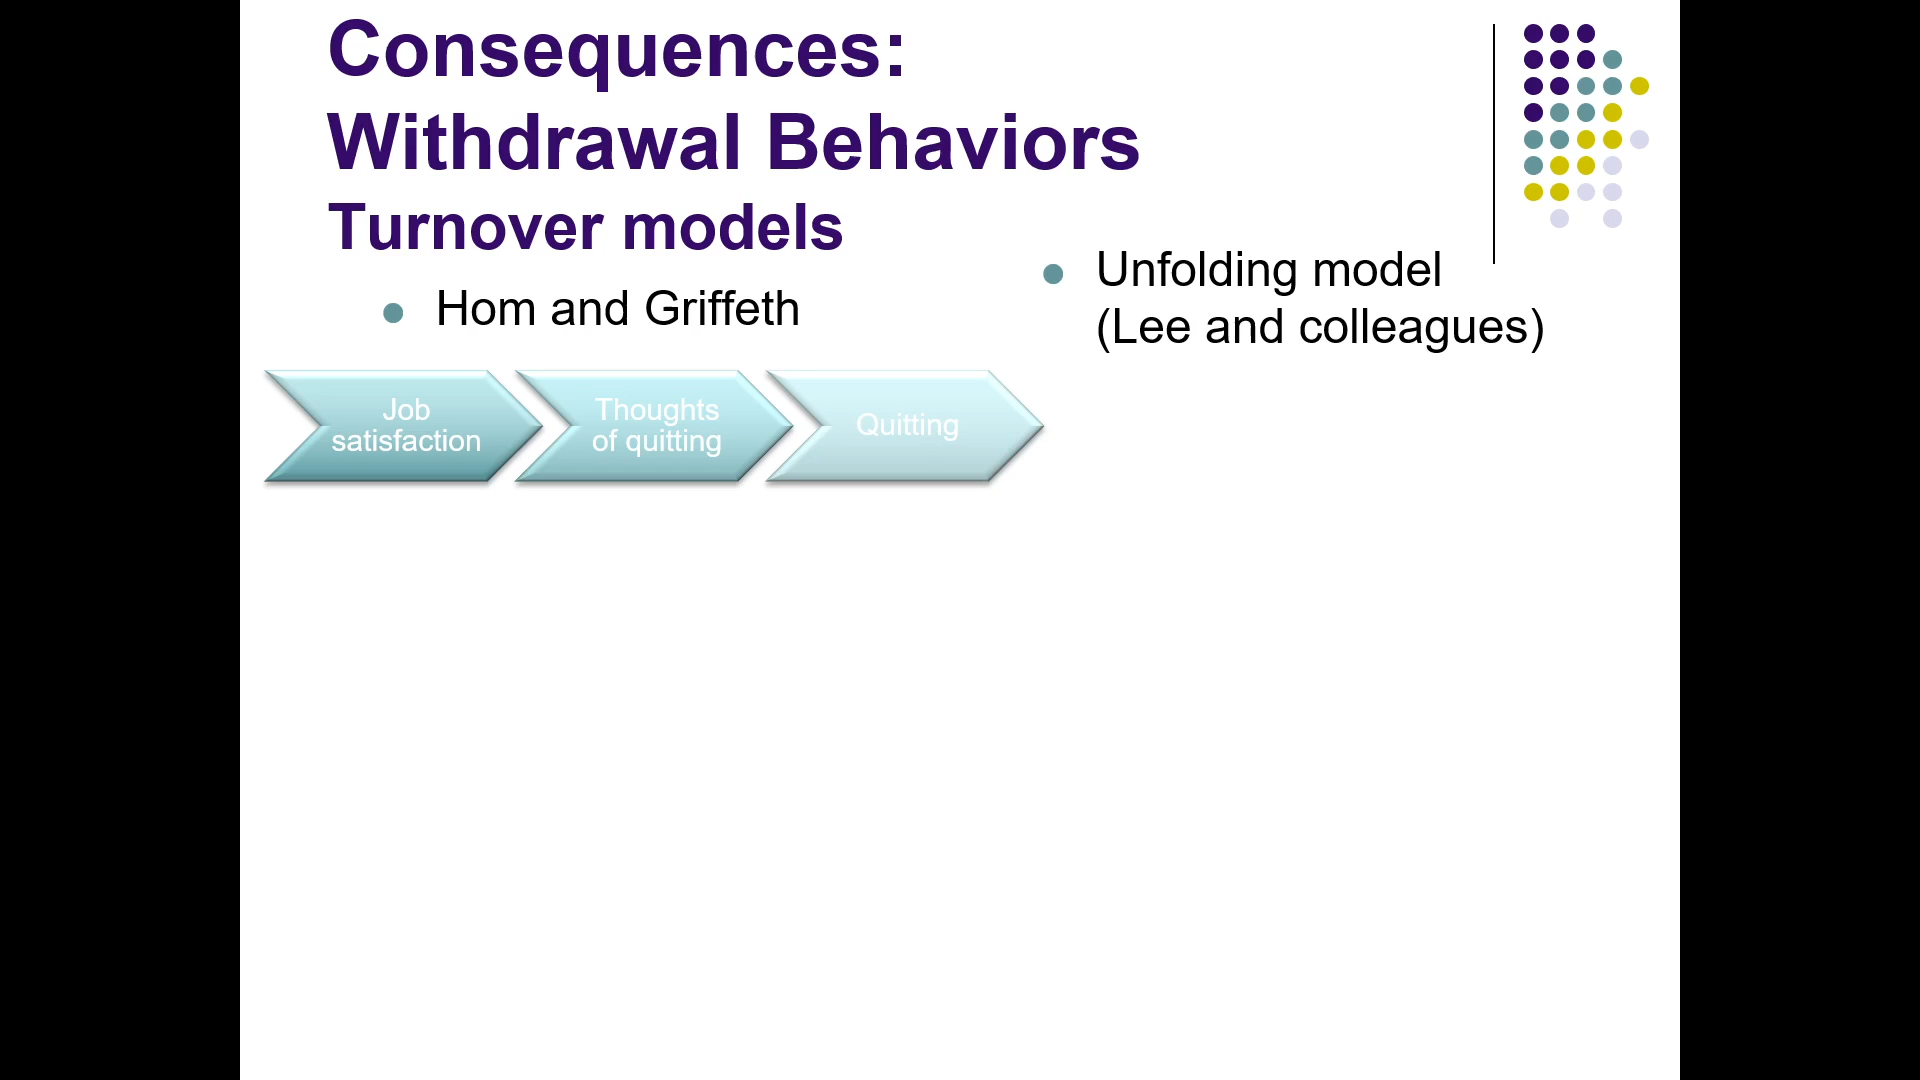 Consequences:
Withdrawal Behaviors
Turnover models
Hom and Griffeth
Job
satisfaction
Thoughts
of quitting
Quitting
Unfolding model
(Lee and colleagues)